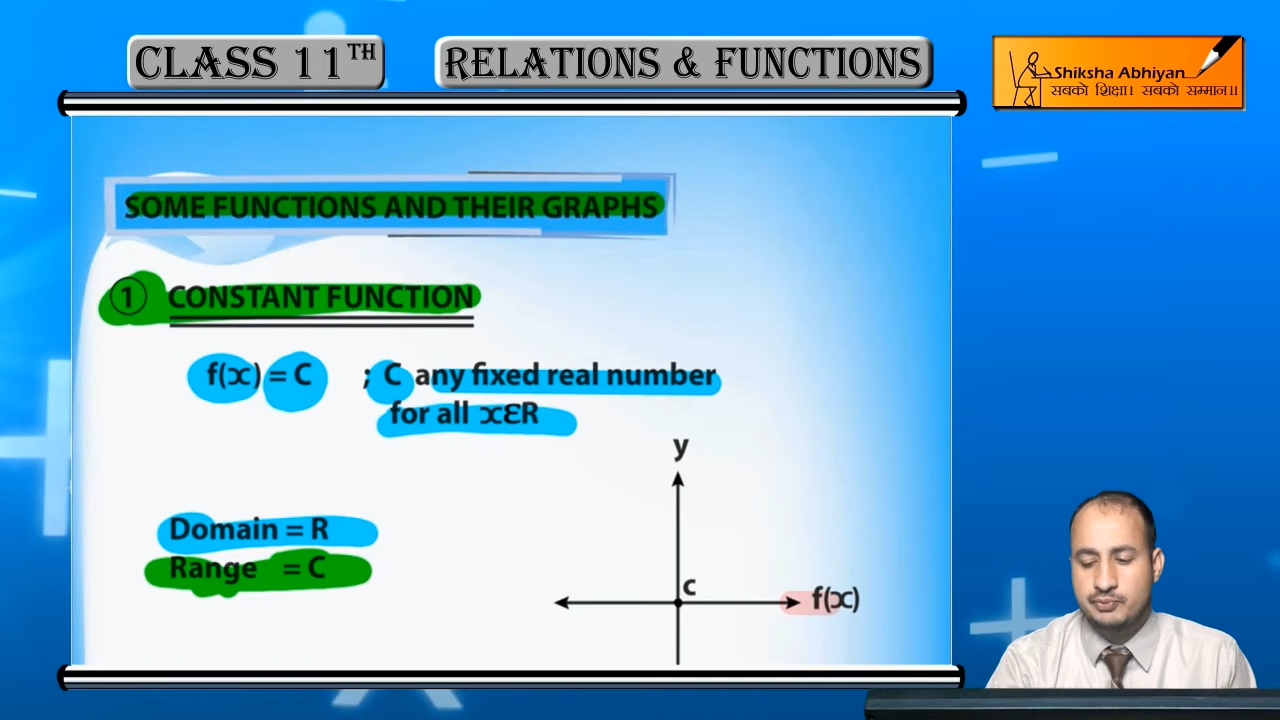 CLASS 11TH
RELATIONS & FUNCTIONS
Shiksha Abhiyan
सबको शिक्षा। सबको सम्मान॥
SOME FUNCTIONS AND THEIR GRAPHS
1 CONSTANT FUNCTION
f(x) = C ; C any fixed real number
for all xƐR
y
Domain = R
Range = C
c
f(x)